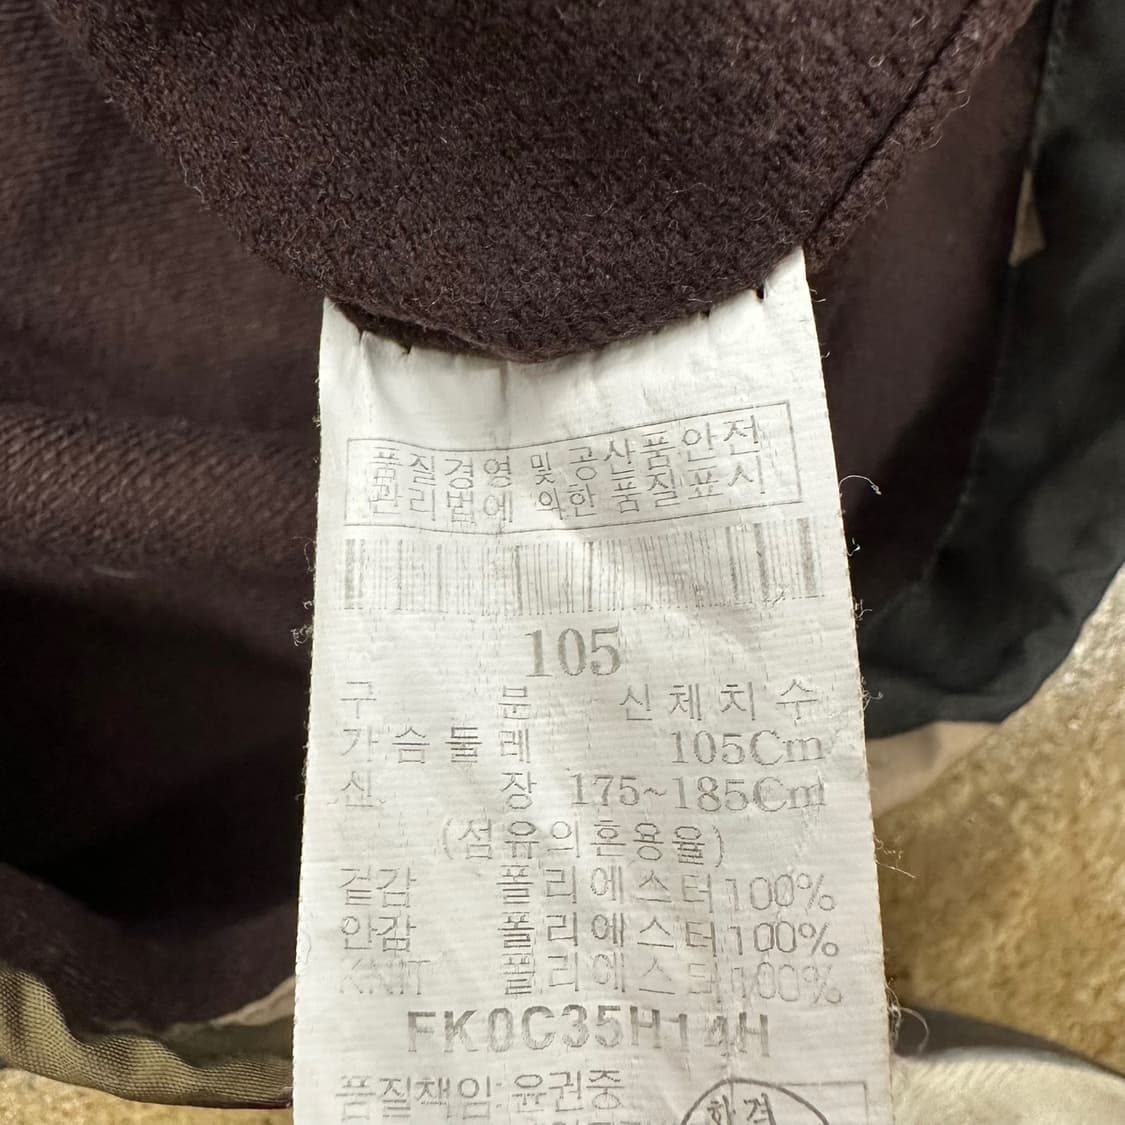 품질경영 및 공산품안전
관리법에 의한 품질표시
105
구 분 신체치수
가슴둘레 105Cm
신 장 175~185Cm
(섬유의혼용율)
겉감 폴리에스터100%
안감 폴리에스터100%
KNIT 폴리에스터100%
FK0C35H14H
품질책임:윤권중
합격